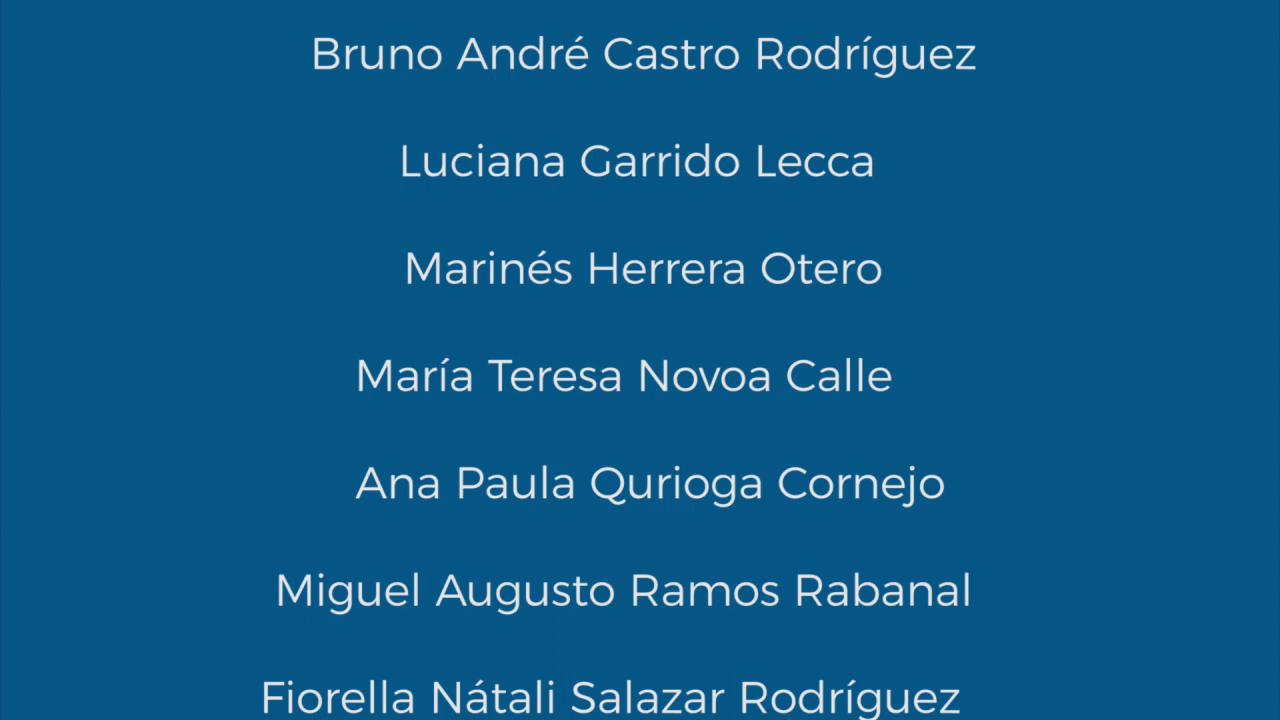 Bruno André Castro Rodríguez
Luciana Garrido Lecca
Marinés Herrera Otero
María Teresa Novoa Calle
Ana Paula Qurioga Cornejo
Miguel Augusto Ramos Rabanal
Fiorella Nátali Salazar Rodríguez